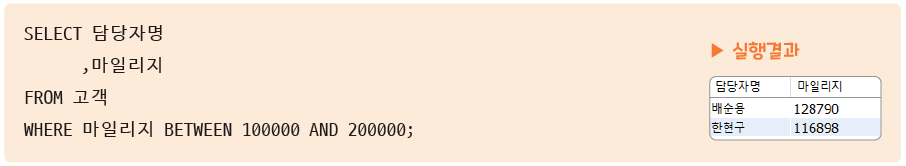 SELECT 담당자명
,마일리지
FROM 고객
WHERE 마일리지 BETWEEN 100000 AND 200000;
▶ 실행결과
담당자명 마일리지
배순용 128790
한현구 116898